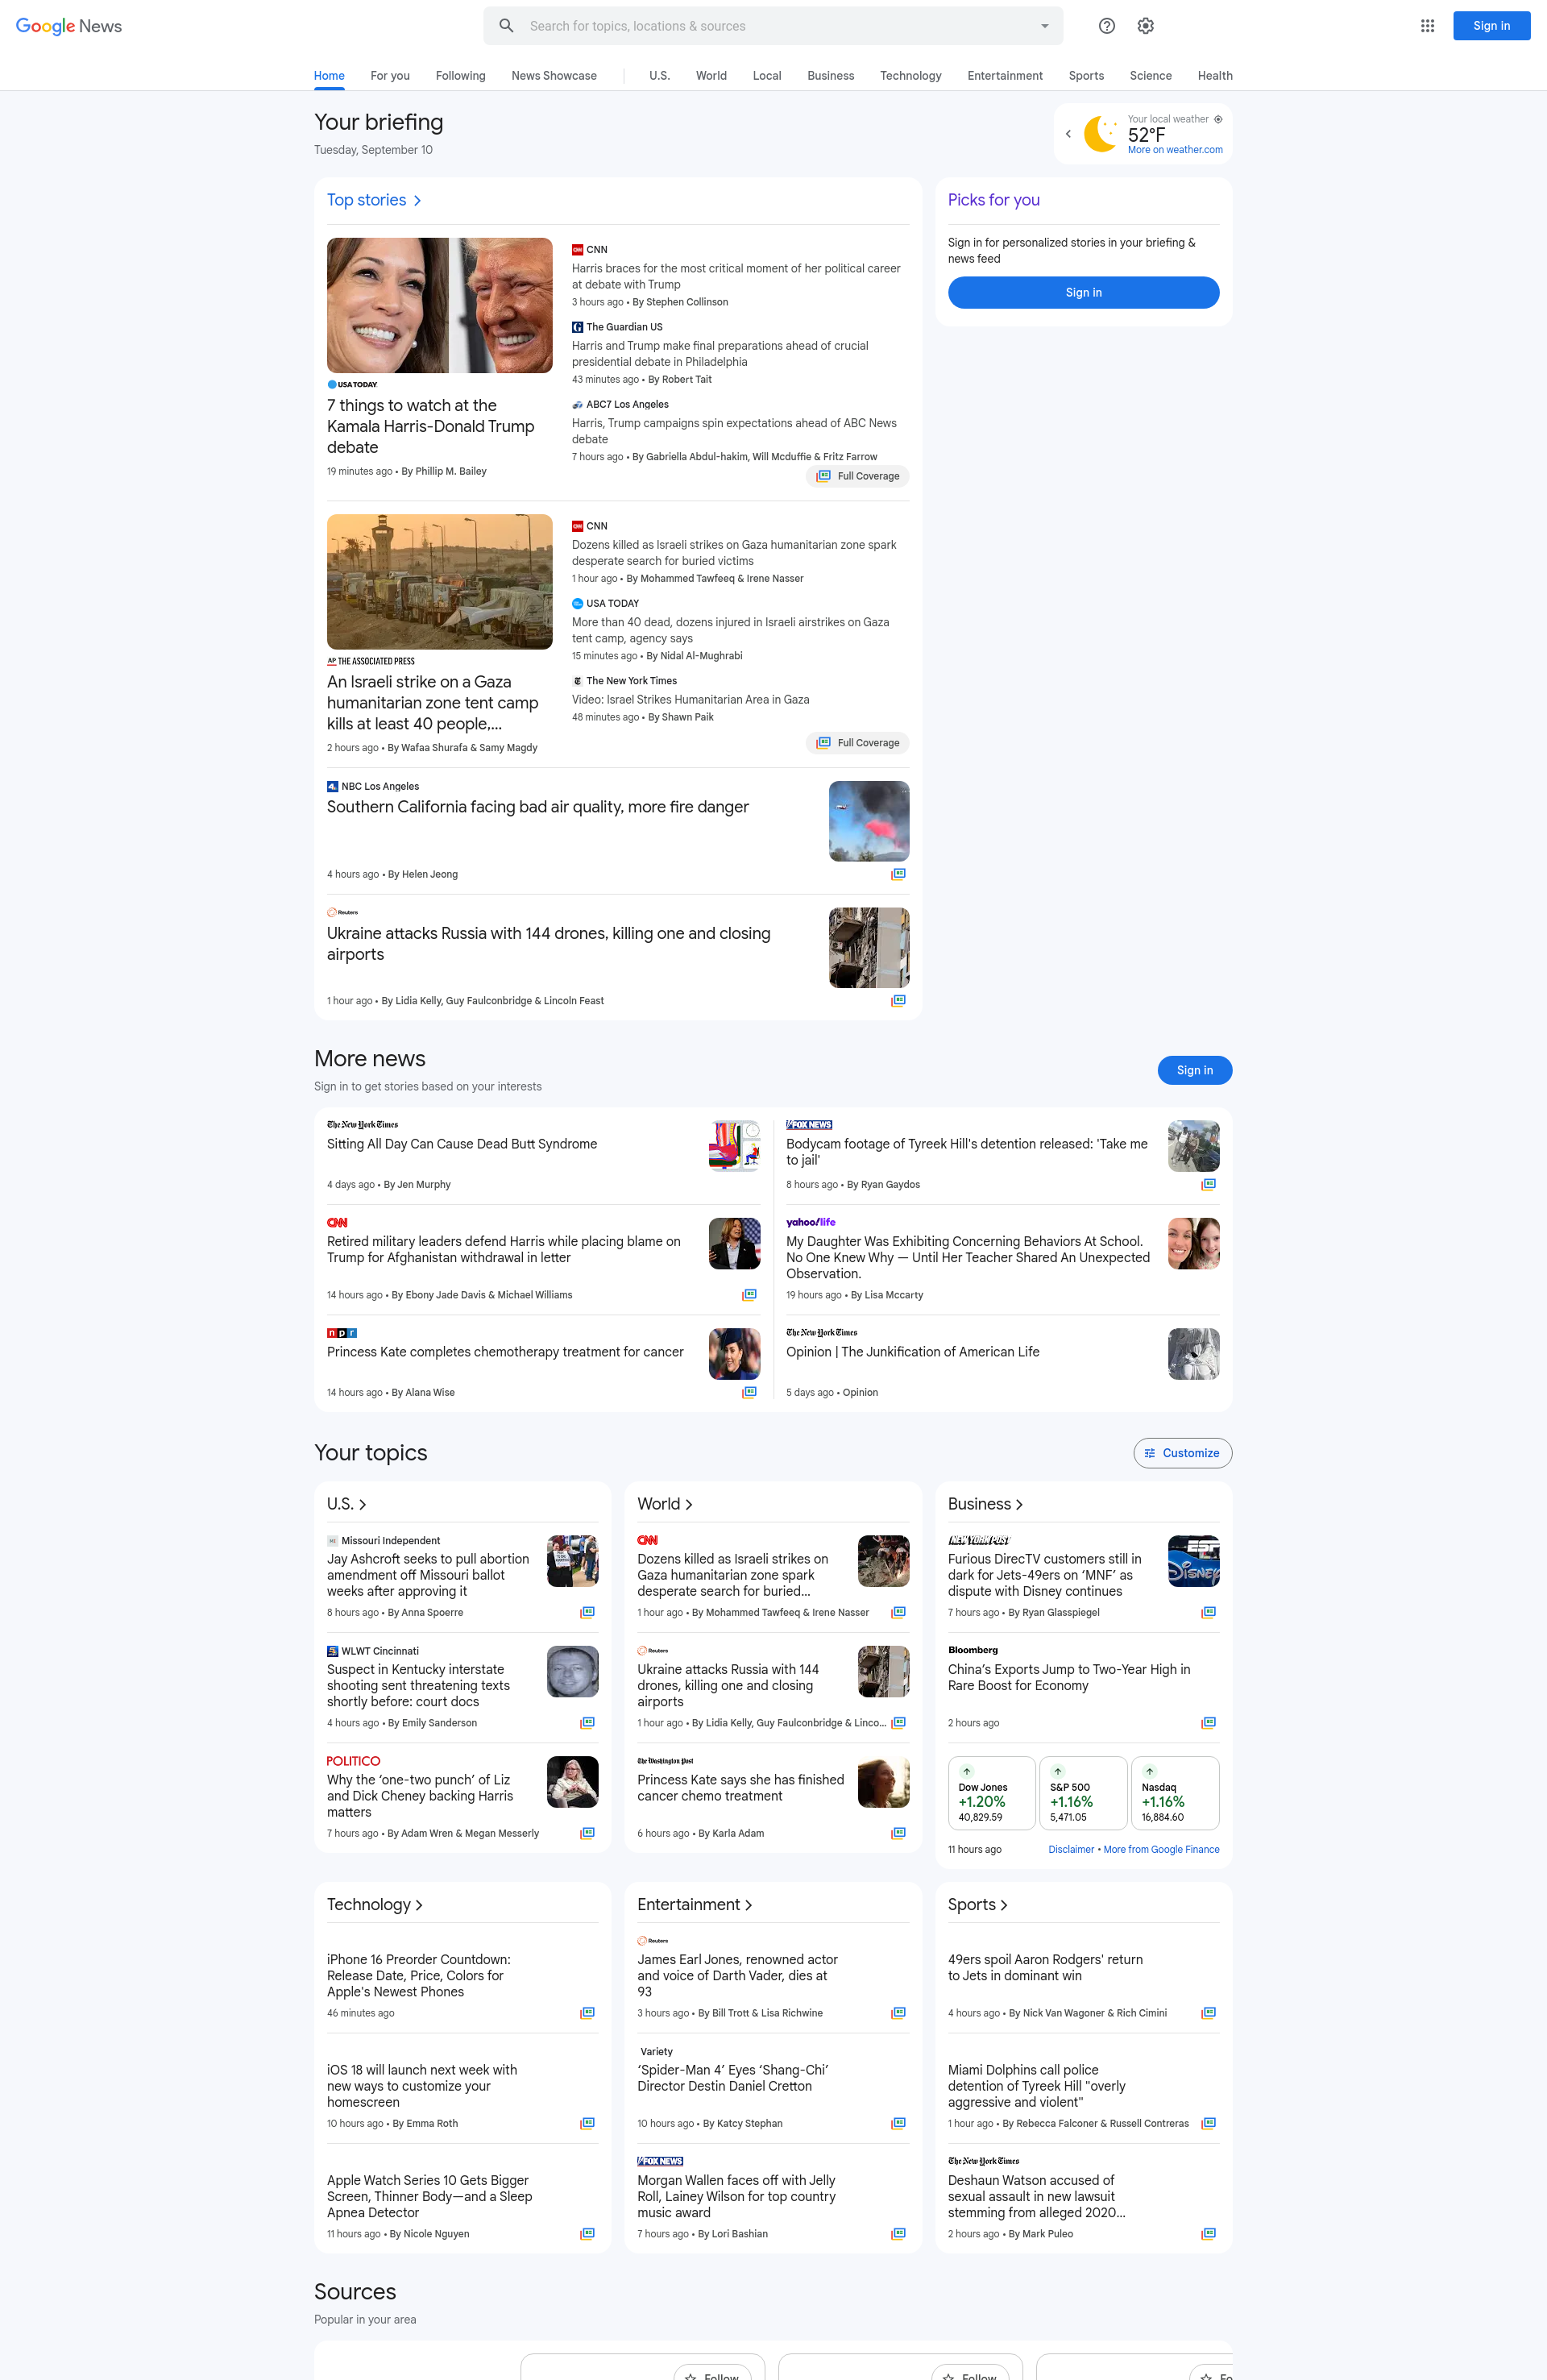 Google News
Search for topics, locations & sources
Sign in
Home
For you
Following
News Showcase
U.S.
World
Local
Business
Technology
Entertainment
Sports
Science
Health
Your briefing
Tuesday, September 10
Your local weather
52°F
More on weather.com
Top stories
USA TODAY
7 things to watch at the
Kamala Harris-Donald Trump
debate
19 minutes ago • By Phillip M. Bailey
CNN
Harris braces for the most critical moment of her political career
at debate with Trump
3 hours ago • By Stephen Collinson
The Guardian US
Harris and Trump make final preparations ahead of crucial
presidential debate in Philadelphia
43 minutes ago • By Robert Tait
ABC7 Los Angeles
Harris, Trump campaigns spin expectations ahead of ABC News
debate
7 hours ago • By Gabriella Abdul-hakim, Will Mcduffie & Fritz Farrow
Full Coverage
Picks for you
Sign in for personalized stories in your briefing &
news feed
Sign in
AP THE ASSOCIATED PRESS
An Israeli strike on a Gaza
humanitarian zone tent camp
kills at least 40 people,...
2 hours ago • By Wafaa Shurafa & Samy Magdy
CNN
Dozens killed as Israeli strikes on Gaza humanitarian zone spark
desperate search for buried victims
1 hour ago • By Mohammed Tawfeeq & Irene Nasser
USA TODAY
More than 40 dead, dozens injured in Israeli airstrikes on Gaza
tent camp, agency says
15 minutes ago • By Nidal Al-Mughrabi
The New York Times
Video: Israel Strikes Humanitarian Area in Gaza
48 minutes ago • By Shawn Paik
Full Coverage
NBC Los Angeles
Southern California facing bad air quality, more fire danger
4 hours ago • By Helen Jeong
Reuters
Ukraine attacks Russia with 144 drones, killing one and closing
airports
1 hour ago • By Lidia Kelly, Guy Faulconbridge & Lincoln Feast
More news
Sign in to get stories based on your interests
Sign in
The New York Times
Sitting All Day Can Cause Dead Butt Syndrome
4 days ago • By Jen Murphy
FOX NEWS
Bodycam footage of Tyreek Hill's detention released: 'Take me
to jail'
8 hours ago • By Ryan Gaydos
CNN
Retired military leaders defend Harris while placing blame on
Trump for Afghanistan withdrawal in letter
14 hours ago • By Ebony Jade Davis & Michael Williams
yahoo!life
My Daughter Was Exhibiting Concerning Behaviors At School.
No One Knew Why — Until Her Teacher Shared An Unexpected
Observation.
19 hours ago • By Lisa Mccarty
npr
Princess Kate completes chemotherapy treatment for cancer
14 hours ago • By Alana Wise
The New York Times
Opinion | The Junkification of American Life
5 days ago • Opinion
Your topics
Customize
U.S.
Missouri Independent
Jay Ashcroft seeks to pull abortion
amendment off Missouri ballot
weeks after approving it
8 hours ago • By Anna Spoerre
WLWT Cincinnati
Suspect in Kentucky interstate
shooting sent threatening texts
shortly before: court docs
4 hours ago • By Emily Sanderson
POLITICO
Why the ‘one-two punch’ of Liz
and Dick Cheney backing Harris
matters
7 hours ago • By Adam Wren & Megan Messerly
World
CNN
Dozens killed as Israeli strikes on
Gaza humanitarian zone spark
desperate search for buried...
1 hour ago • By Mohammed Tawfeeq & Irene Nasser
Reuters
Ukraine attacks Russia with 144
drones, killing one and closing
airports
1 hour ago • By Lidia Kelly, Guy Faulconbridge & Linco...
The Washington Post
Princess Kate says she has finished
cancer chemo treatment
6 hours ago • By Karla Adam
Business
NEW YORK POST
Furious DirecTV customers still in
dark for Jets-49ers on ‘MNF’ as
dispute with Disney continues
7 hours ago • By Ryan Glasspiegel
ESP
DISNEY
Bloomberg
China’s Exports Jump to Two-Year High in
Rare Boost for Economy
2 hours ago
Dow Jones
+1.20%
40,829.59
S&P 500
+1.16%
5,471.05
Nasdaq
+1.16%
16,884.60
11 hours ago
Disclaimer • More from Google Finance
Technology
iPhone 16 Preorder Countdown:
Release Date, Price, Colors for
Apple's Newest Phones
46 minutes ago
iOS 18 will launch next week with
new ways to customize your
homescreen
10 hours ago • By Emma Roth
Apple Watch Series 10 Gets Bigger
Screen, Thinner Body—and a Sleep
Apnea Detector
11 hours ago • By Nicole Nguyen
Entertainment
Reuters
James Earl Jones, renowned actor
and voice of Darth Vader, dies at
93
3 hours ago • By Bill Trott & Lisa Richwine
Variety
‘Spider-Man 4’ Eyes ‘Shang-Chi’
Director Destin Daniel Cretton
10 hours ago • By Katcy Stephan
FOX NEWS
Morgan Wallen faces off with Jelly
Roll, Lainey Wilson for top country
music award
7 hours ago • By Lori Bashian
Sports
49ers spoil Aaron Rodgers' return
to Jets in dominant win
4 hours ago • By Nick Van Wagoner & Rich Cimini
Miami Dolphins call police
detention of Tyreek Hill "overly
aggressive and violent"
1 hour ago • By Rebecca Falconer & Russell Contreras
The New York Times
Deshaun Watson accused of
sexual assault in new lawsuit
stemming from alleged 2020...
2 hours ago • By Mark Puleo
Sources
Popular in your area
Follow
Follow
Fo